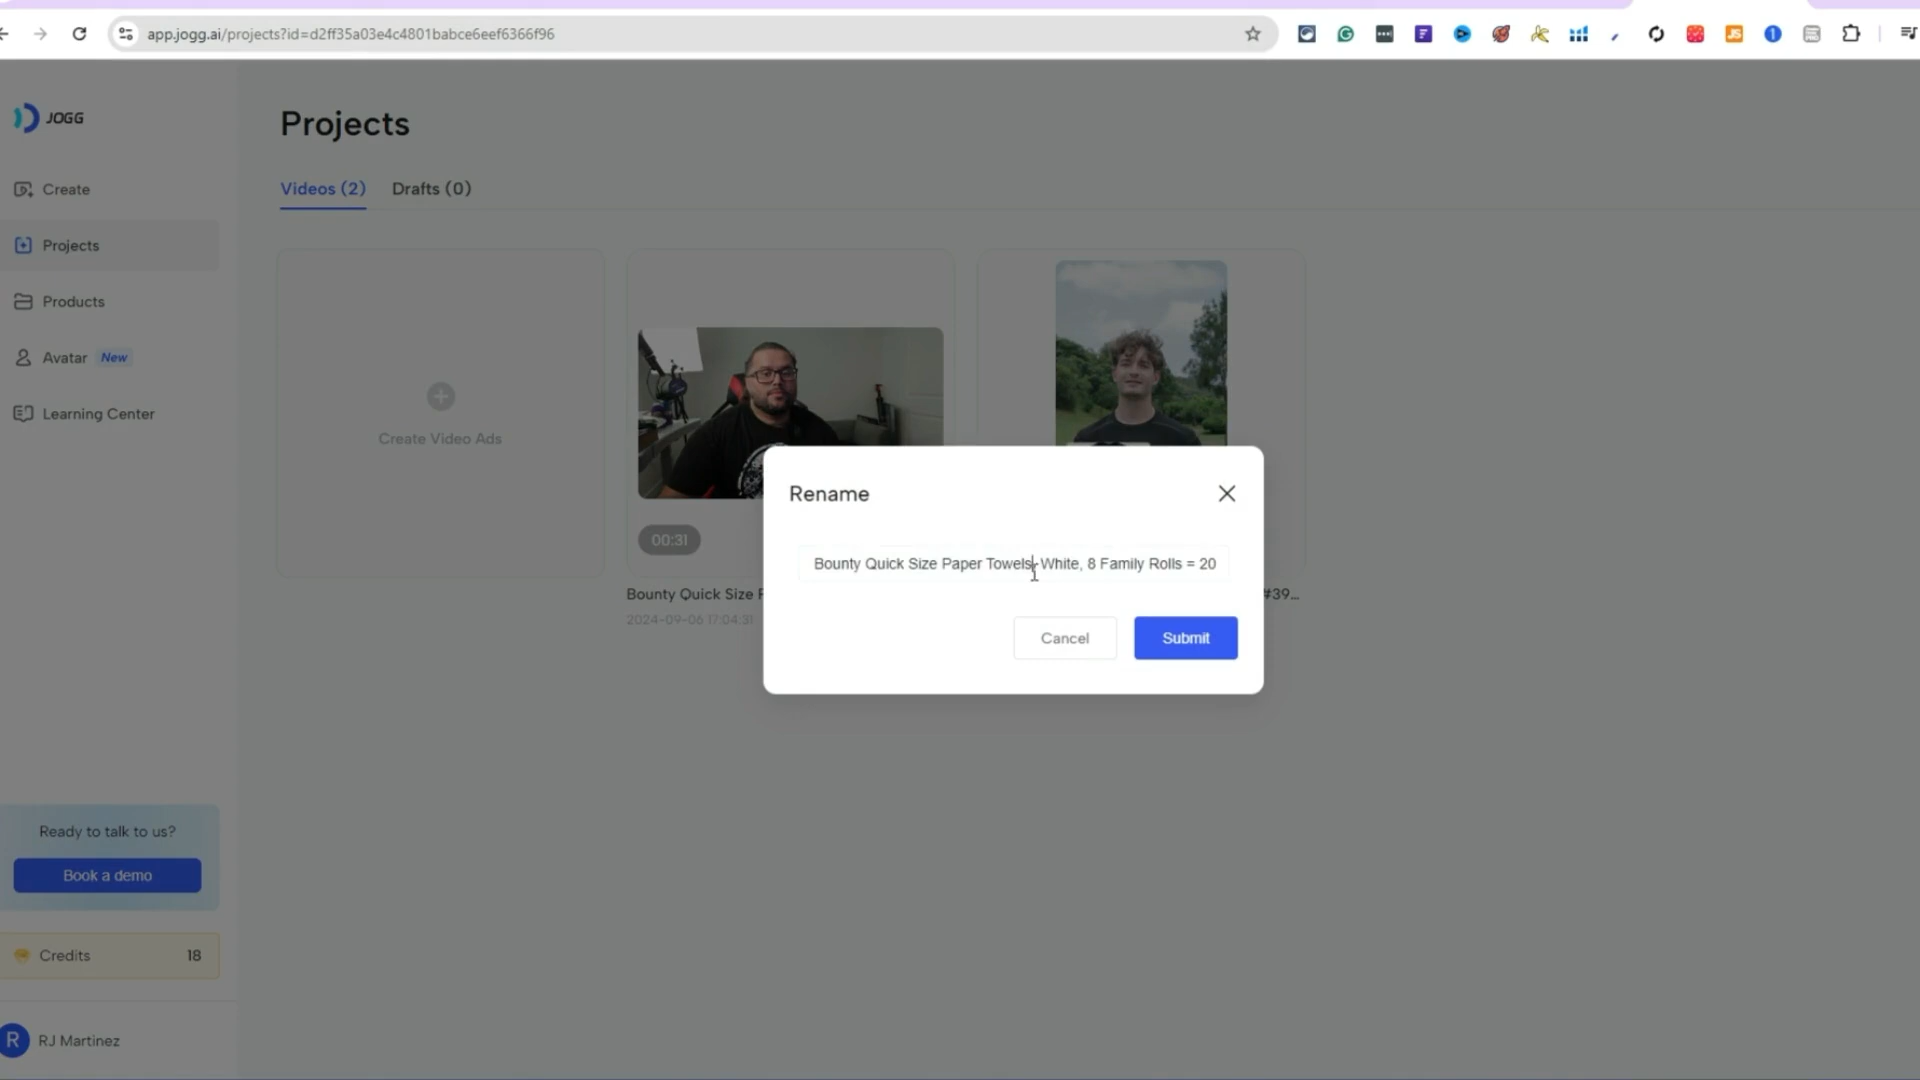 app.jogg.ai/projects?id=d2ff35a03e4c4801babce6eef6366f96
JOGG
Create
Projects
Products
Avatar New
Learning Center
Ready to talk to us?
Book a demo
Credits 18
R RJ Martinez
Projects
Videos (2) Drafts (0)
Create Video Ads
00:31
Bounty Quick Size
2024-09-06 17:04:31
#39...
Rename
Bounty Quick Size Paper Towels, White, 8 Family Rolls = 20
Cancel Submit